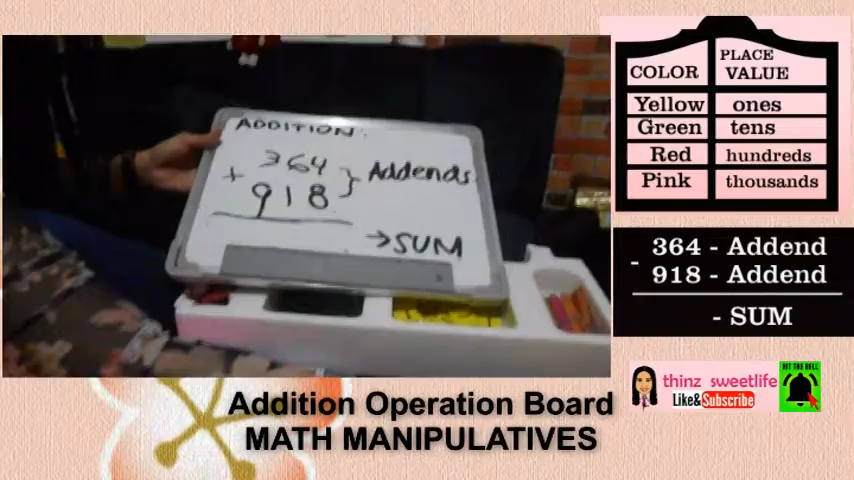 ADDITION:
364
+ 918
} Addends
→SUM
COLOR PLACE VALUE
Yellow ones
Green tens
Red hundreds
Pink thousands
364 - Addend
- 918 - Addend
- SUM
thinz sweetlife
Like& Subscribe
HIT THE BELL
Addition Operation Board
MATH MANIPULATIVES